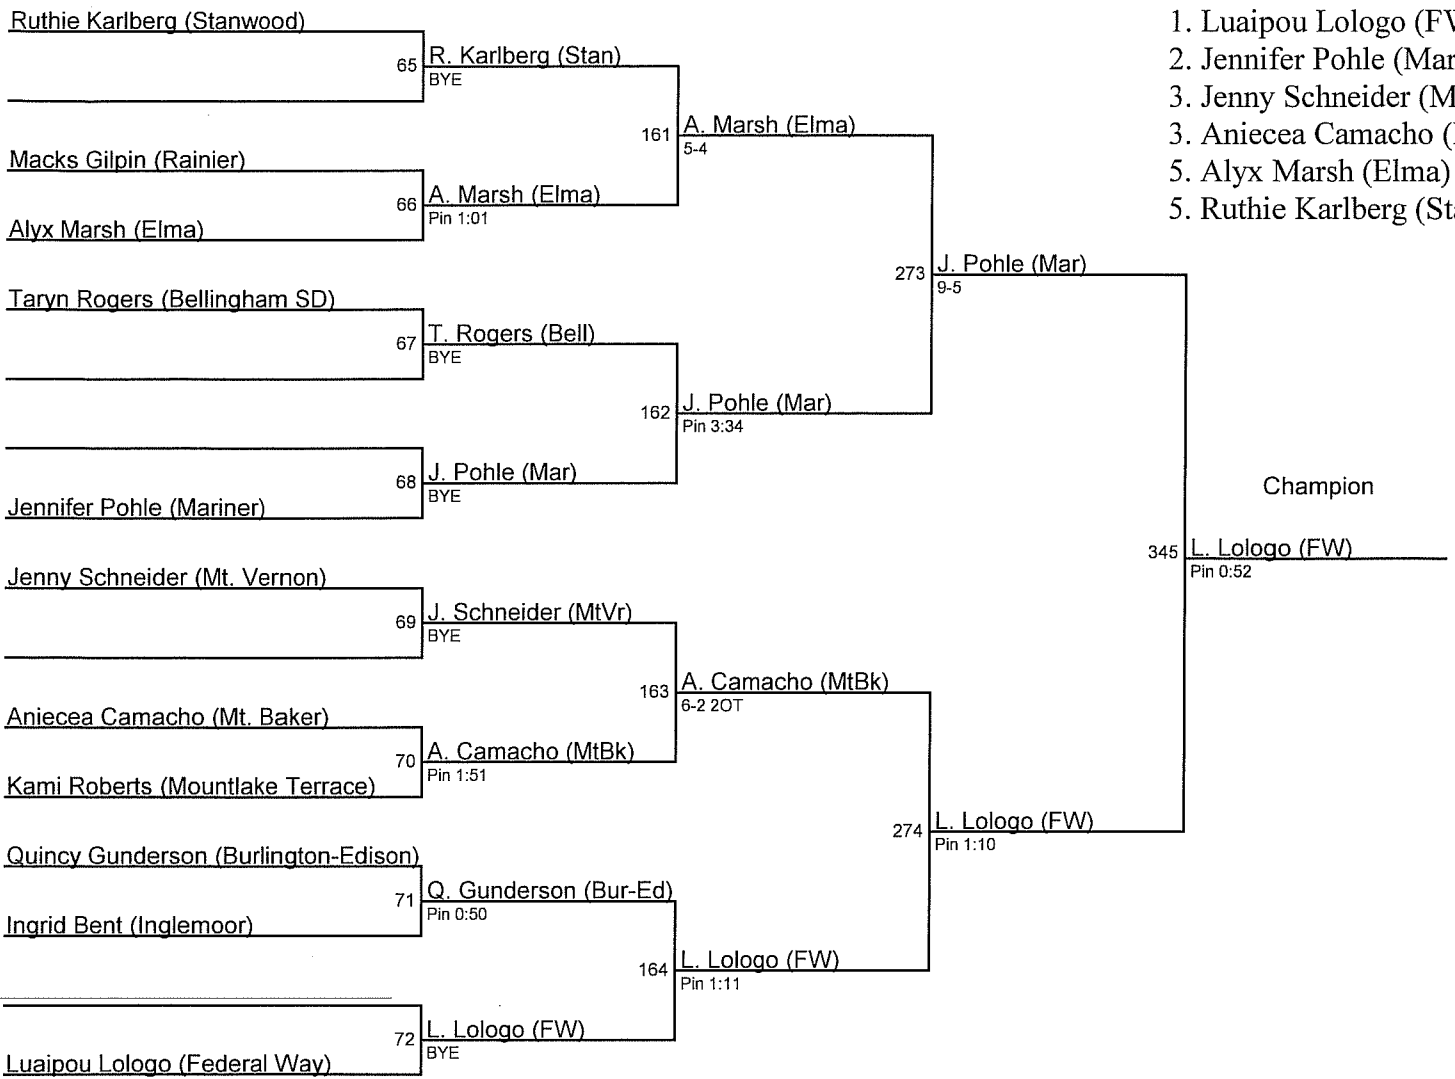 Ruthie Karlberg (Stanwood)
65 R. Karlberg (Stan)
BYE
161 A. Marsh (Elma)
5-4
Macks Gilpin (Rainier)
66 A. Marsh (Elma)
Pin 1:01
Alyx Marsh (Elma)
273 J. Pohle (Mar)
9-5
Taryn Rogers (Bellingham SD)
67 T. Rogers (Bell)
BYE
162 J. Pohle (Mar)
Pin 3:34
68 J. Pohle (Mar)
BYE
Jennifer Pohle (Mariner)
Champion
345 L. Lologo (FW)
Pin 0:52
Jenny Schneider (Mt. Vernon)
69 J. Schneider (MtVr)
BYE
163 A. Camacho (MtBk)
6-2 2OT
Aniecea Camacho (Mt. Baker)
70 A. Camacho (MtBk)
Pin 1:51
Kami Roberts (Mountlake Terrace)
274 L. Lologo (FW)
Pin 1:10
Quincy Gunderson (Burlington-Edison)
71 Q. Gunderson (Bur-Ed)
Pin 0:50
Ingrid Bent (Inglemoor)
164 L. Lologo (FW)
Pin 1:11
72 L. Lologo (FW)
BYE
Luaipou Lologo (Federal Way)
1. Luaipou Lologo
2. Jennifer Pohle (Mar
3. Jenny Schneider (M
3. Aniecea Camacho
5. Alyx Marsh (Elma)
5. Ruthie Karlberg